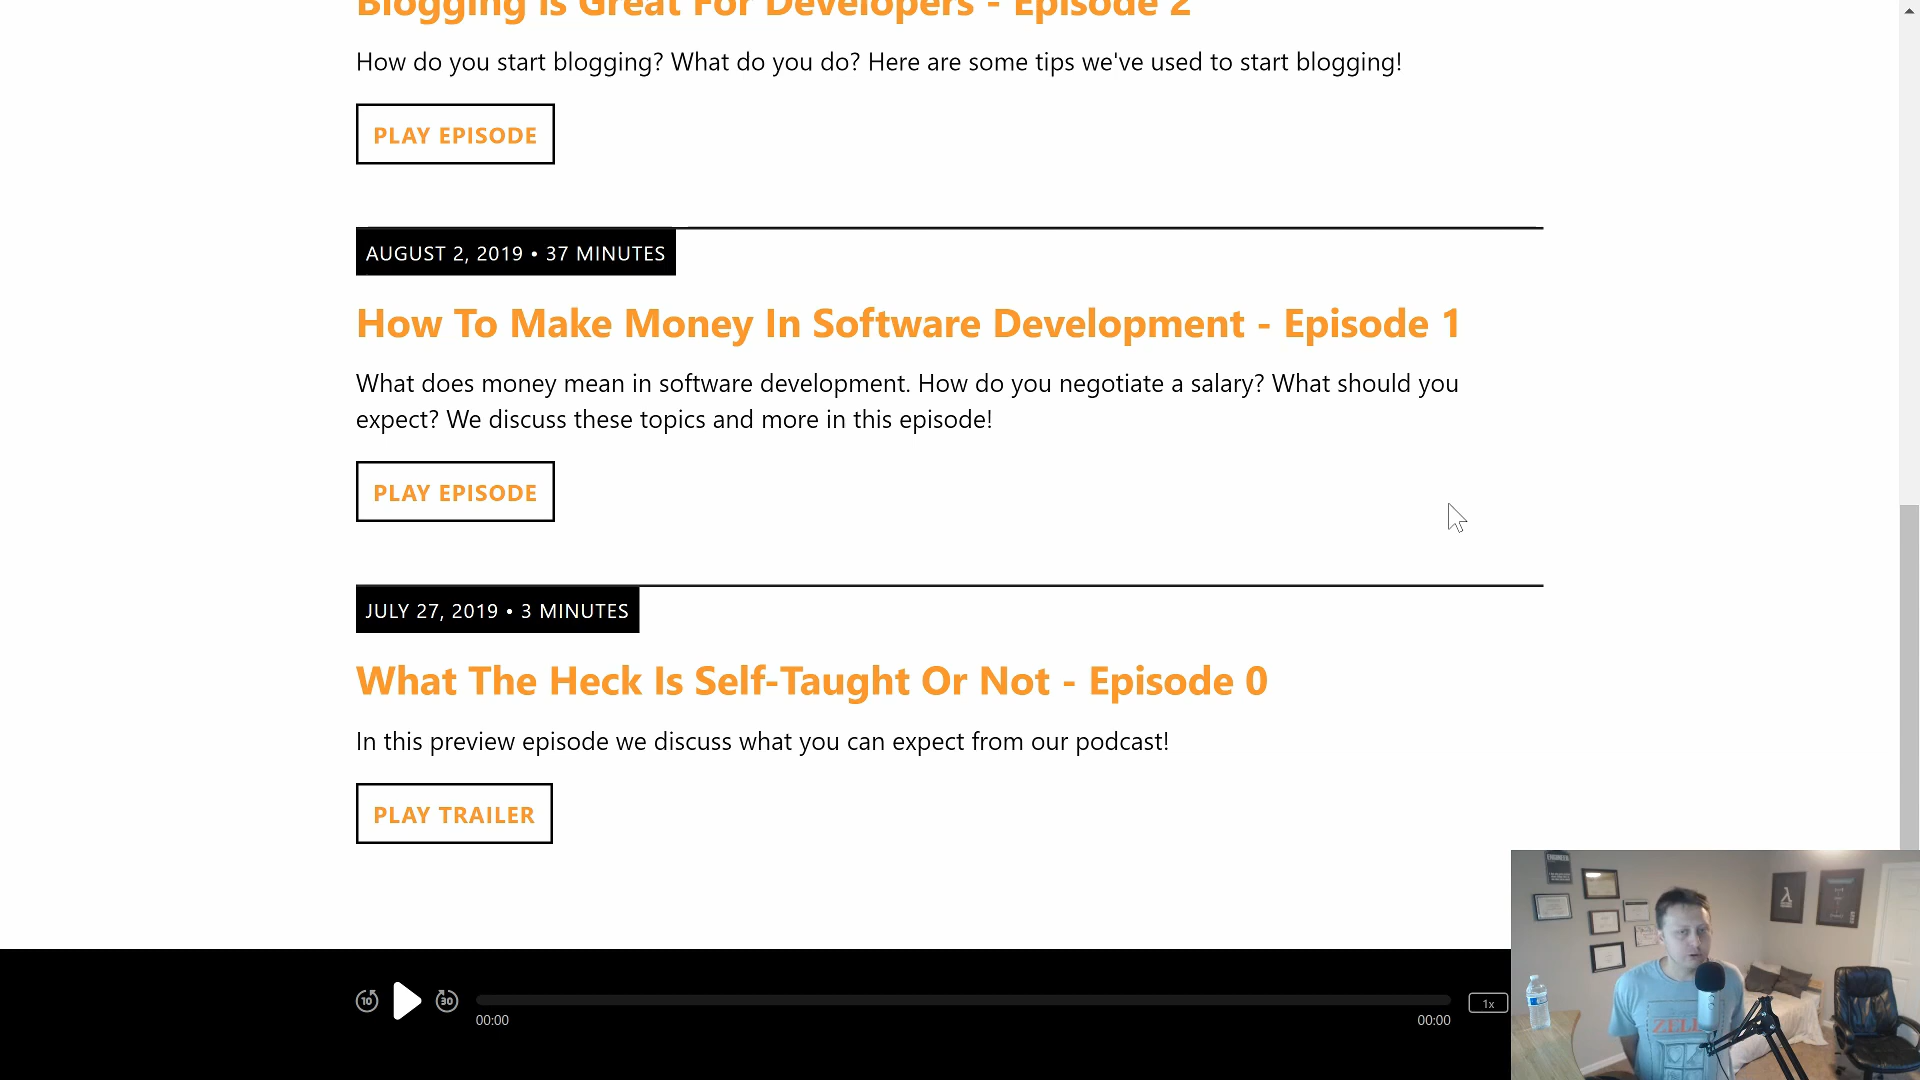 Blogging Is Great For Developers - Episode 2
How do you start blogging? What do you do? Here are some tips we've used to start blogging!
PLAY EPISODE
AUGUST 2, 2019 • 37 MINUTES
How To Make Money In Software Development - Episode 1
What does money mean in software development. How do you negotiate a salary? What should you
expect? We discuss these topics and more in this episode!
PLAY EPISODE
JULY 27, 2019 • 3 MINUTES
What The Heck Is Self-Taught Or Not - Episode 0
In this preview episode we discuss what you can expect from our podcast!
PLAY TRAILER
10
30
00:00
00:00
1x